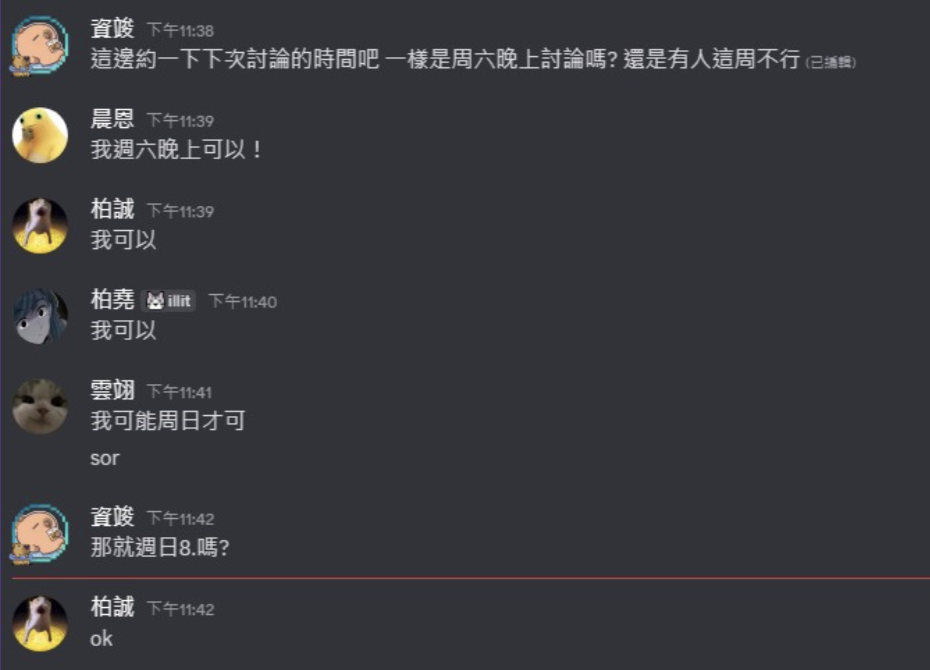 資竣 下午11:38
這邊約一下下次討論的時間吧 一樣是周六晚上討論嗎? 還是有人這周不行 (已編輯)
晨恩 下午11:39
我週六晚上可以！
柏誠 下午11:39
我可以
柏堯 illit 下午11:40
我可以
雲翊 下午11:41
我可能周日才可
sor
資竣 下午11:42
那就週日8.嗎?
柏誠 下午11:42
ok